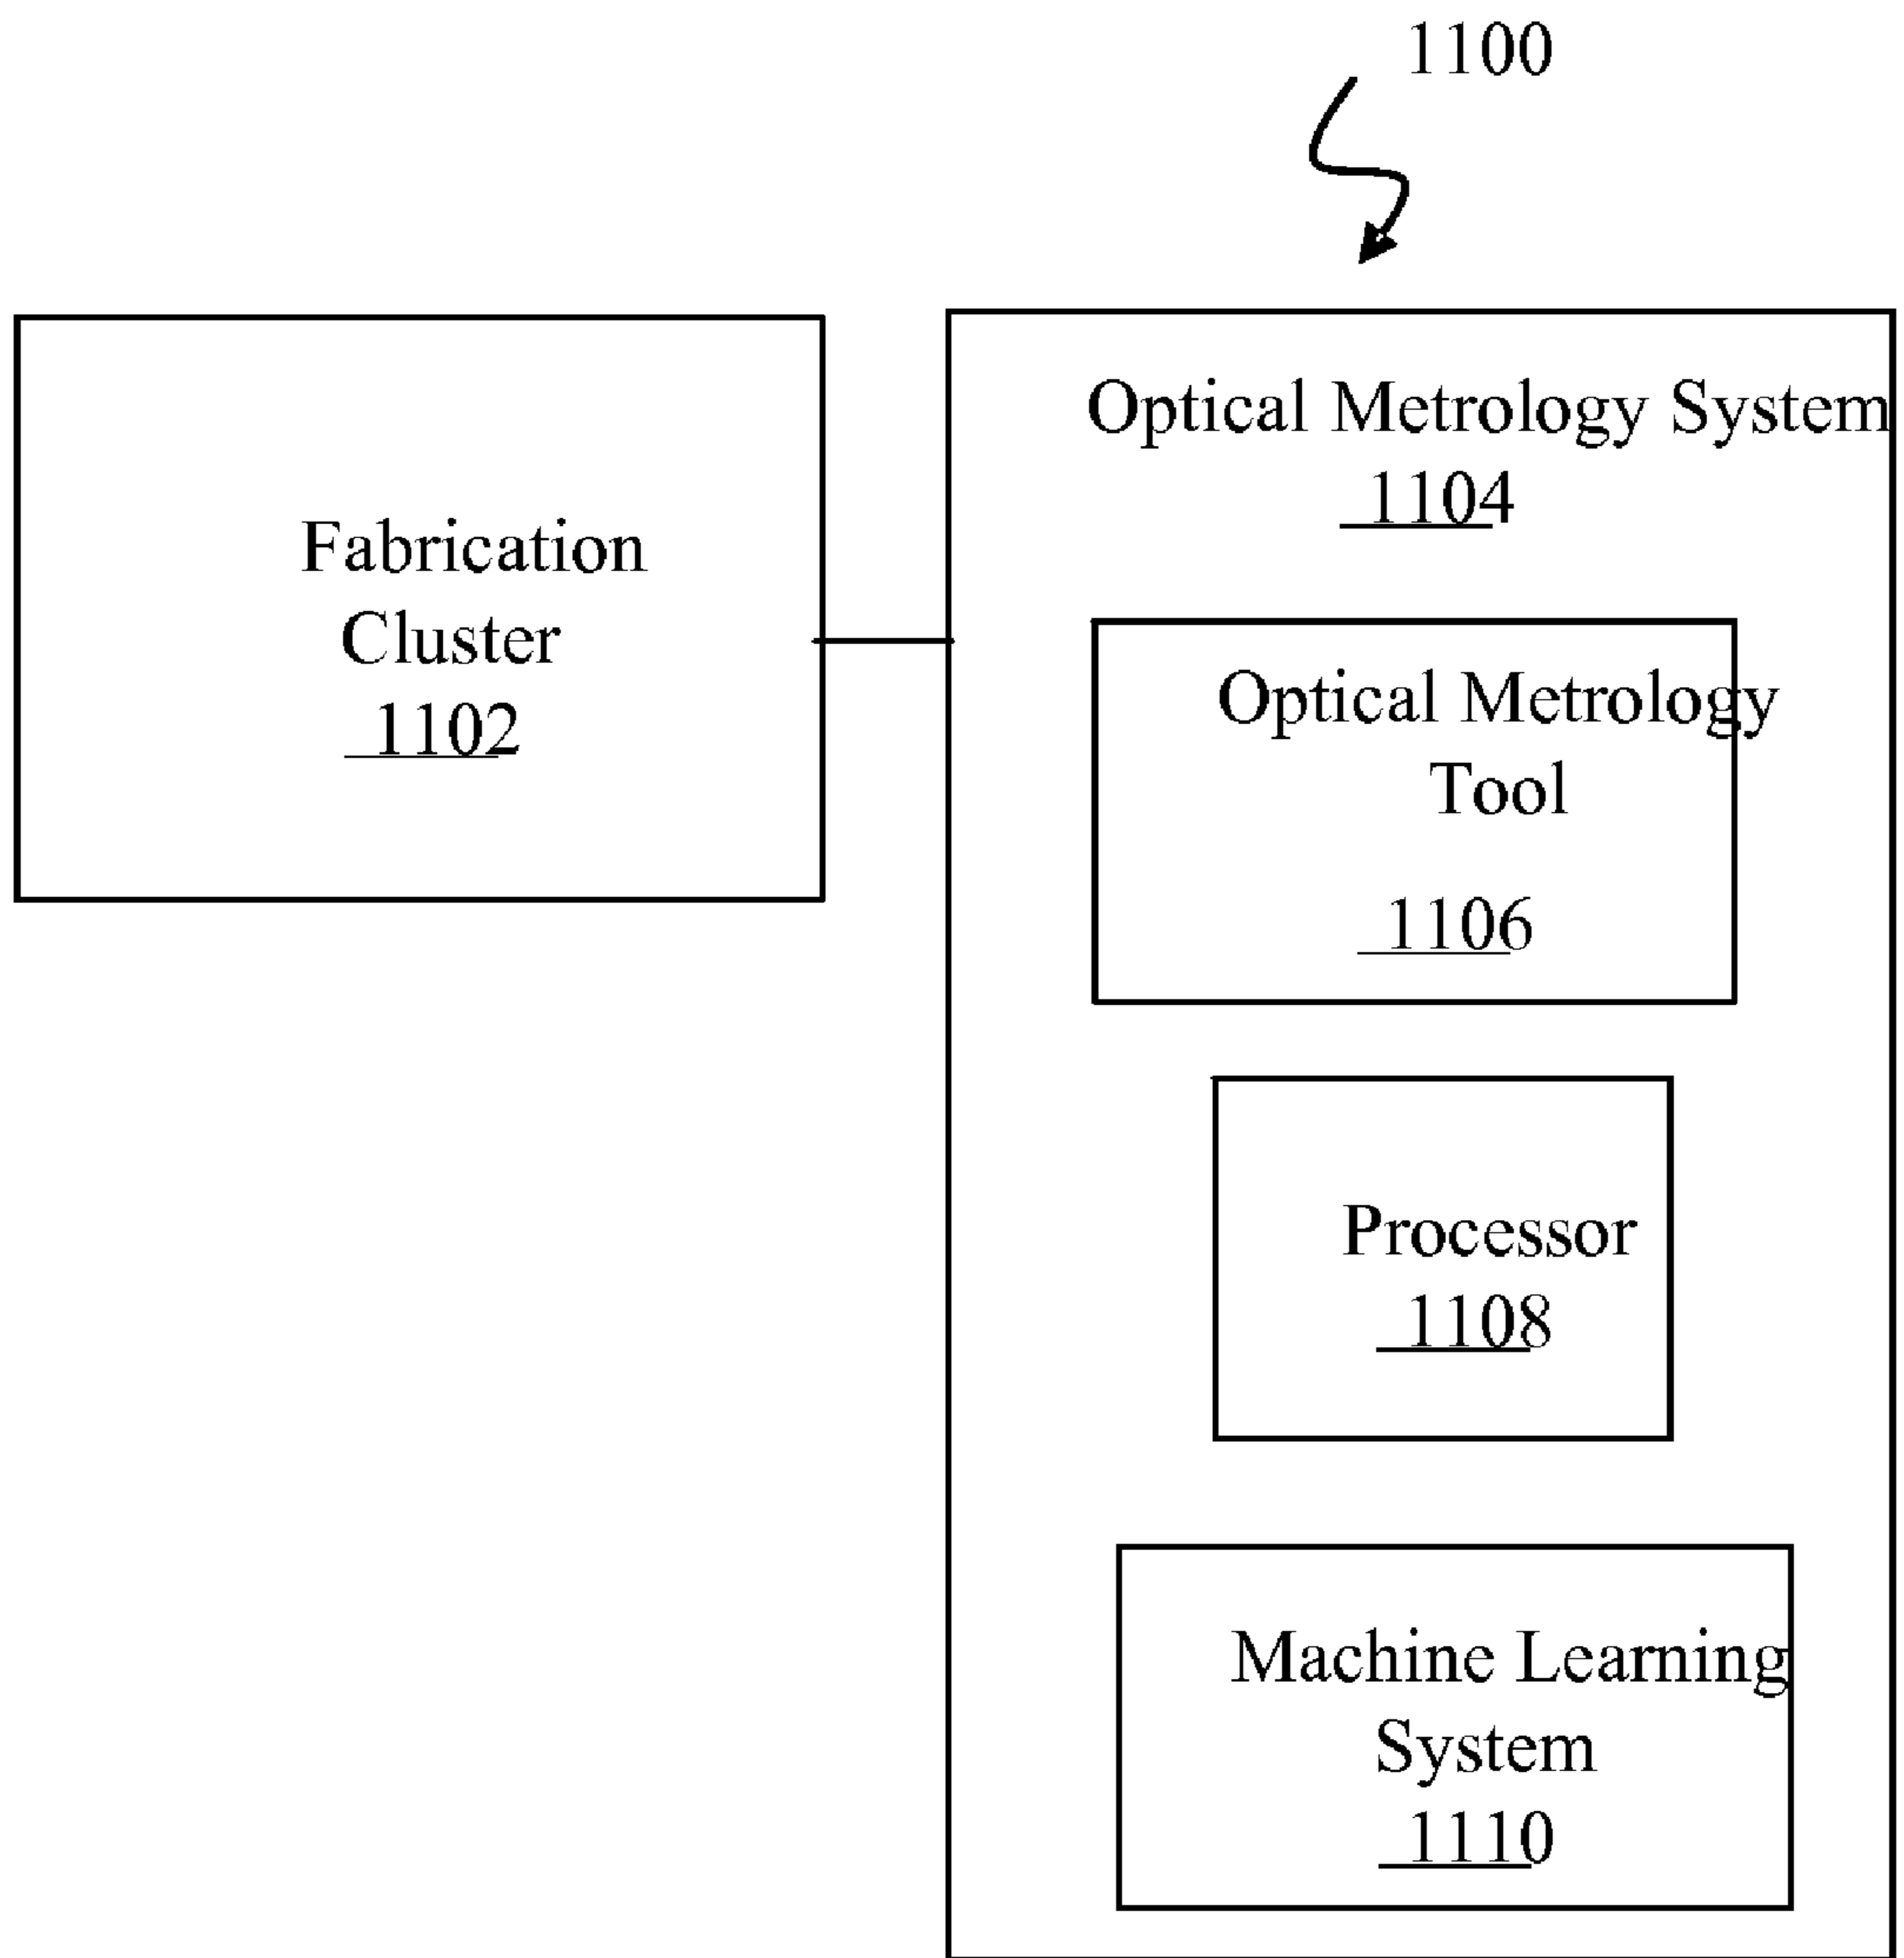 1100
Fabrication
Cluster
1102
Optical Metrology System
1104
Optical Metrology
Tool
1106
Processor
1108
Machine Learning
System
1110